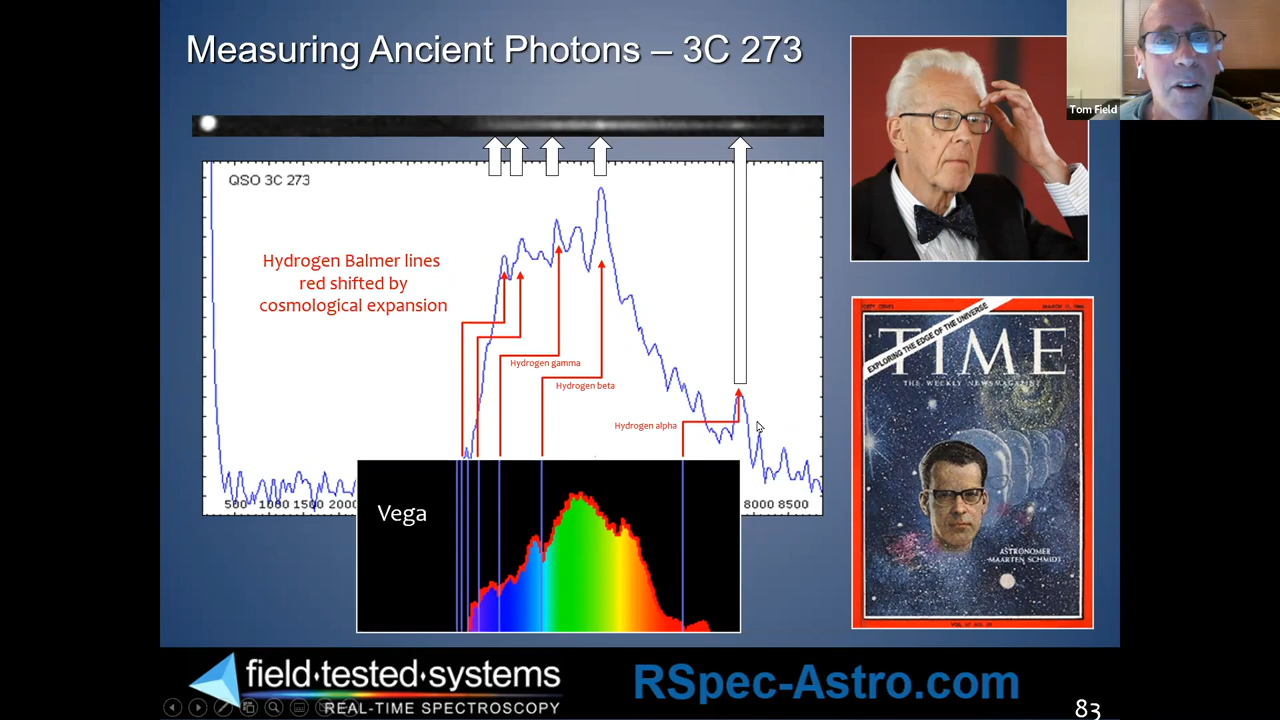 Measuring Ancient Photons – 3C 273
Tom Field
QSO 3C 273
Hydrogen Balmer lines
red shifted by
cosmological expansion
Hydrogen gamma
Hydrogen beta
Hydrogen alpha
500 1000 1500 2000
8000 8500
Vega
EXPLORING THE EDGE OF THE UNIVERSE
TIME
THE WEEKLY NEWSMAGAZINE
ASTRONOMER
MAARTEN SCHMIDT
field·tested·systems
REAL-TIME SPECTROSCOPY
RSpec-Astro.com
83